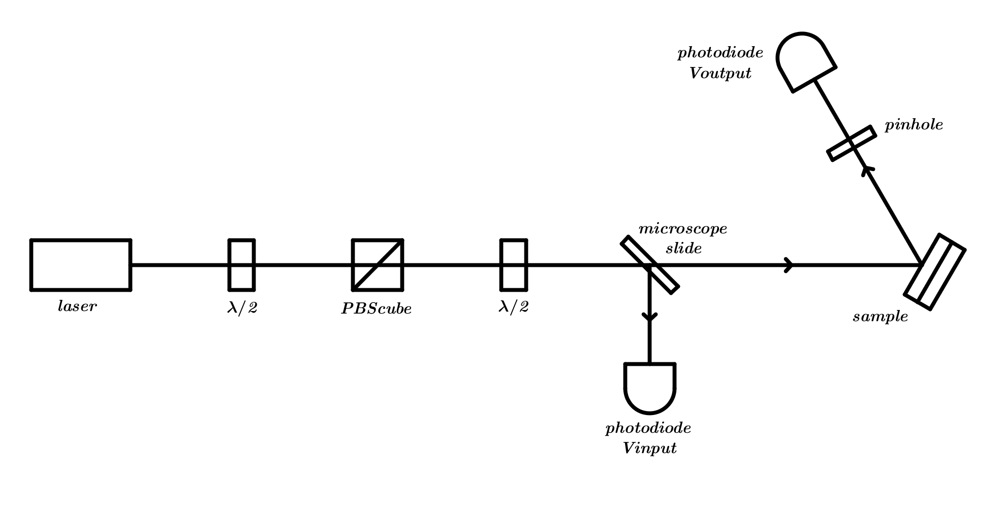 photodiode
Voutput
pinhole
microscope
slide
laser
λ/2
PBScube
λ/2
sample
photodiode
Vinput